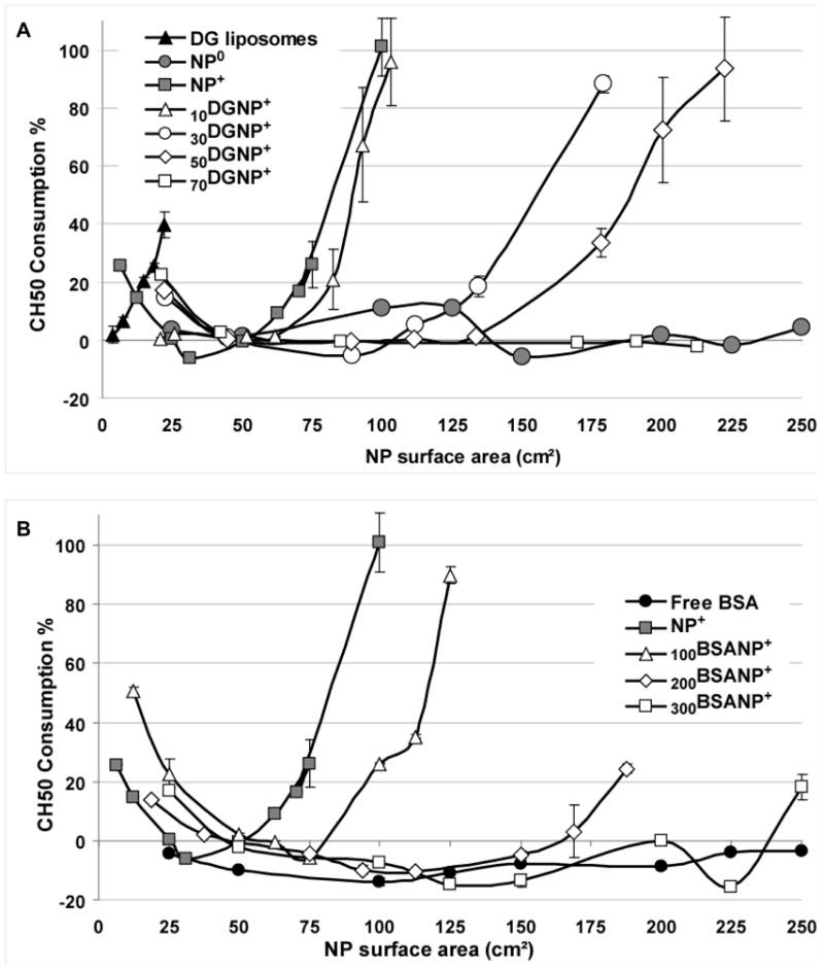 A
CH50 Consumption %
100
80
60
40
20
0
-20
DG liposomes
NP⁰
NP⁺
₁₀DGNP⁺
₃₀DGNP⁺
₅₀DGNP⁺
₇₀DGNP⁺
0 25 50 75 100 125 150 175 200 225 250
NP surface area (cm²)
B
CH50 Consumption %
100
80
60
40
20
0
-20
Free BSA
NP⁺
₁₀₀BSANP⁺
₂₀₀BSANP⁺
₃₀₀BSANP⁺
0 25 50 75 100 125 150 175 200 225 250
NP surface area (cm²)